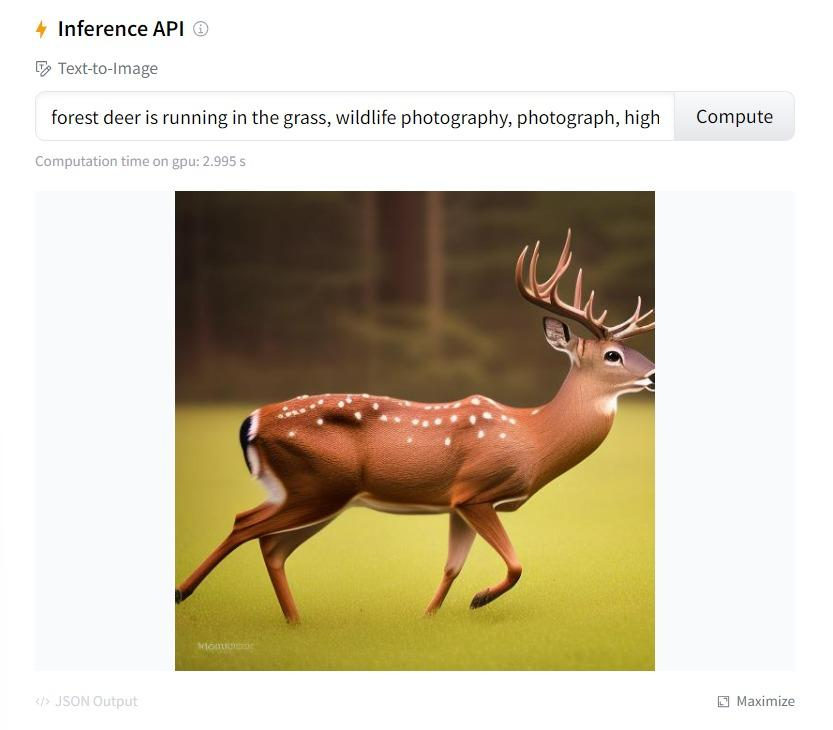 Inference API
Text-to-Image
forest deer is running in the grass, wildlife photography, photograph, high
Compute
Computation time on gpu: 2.995 s
</> JSON Output
Maximize